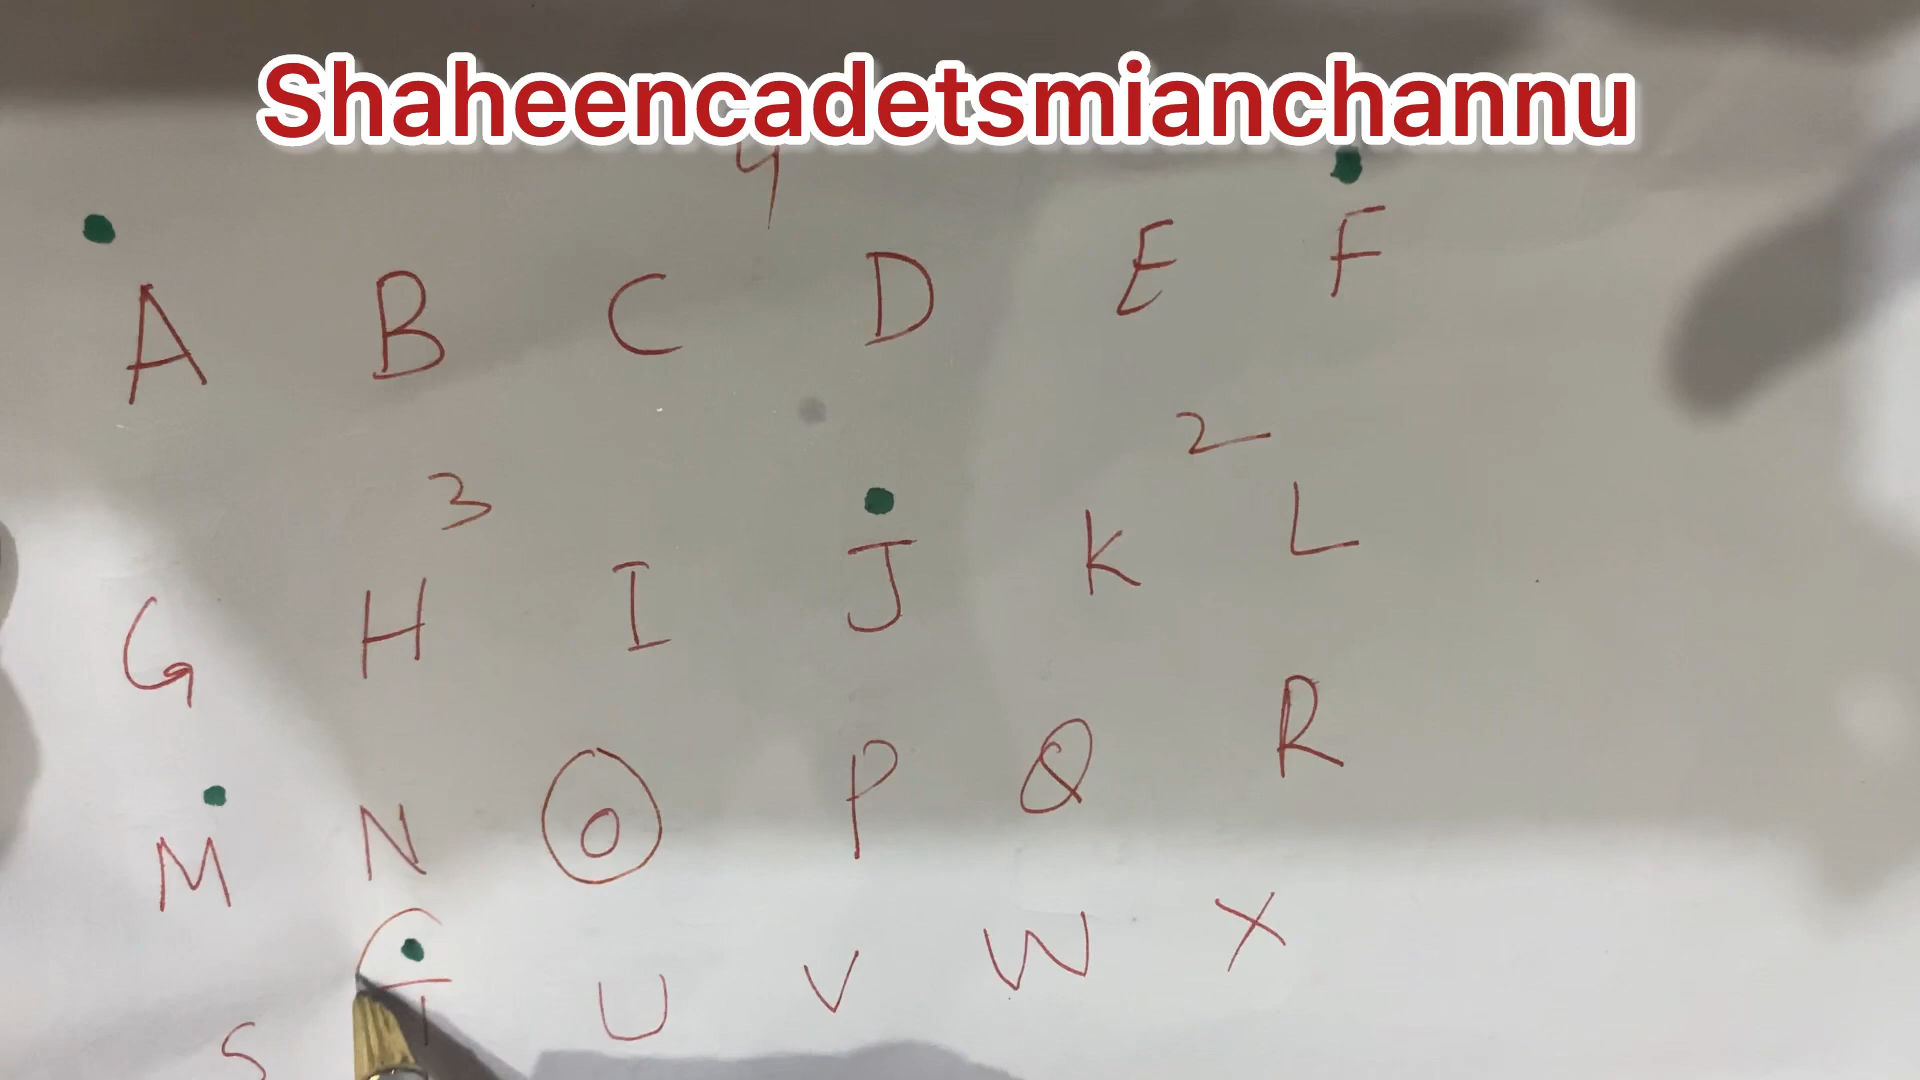 Shaheencadetsmianchannu
4
A B C D E F
3 2
G H I J K L
M N O P Q R
S T U V W X